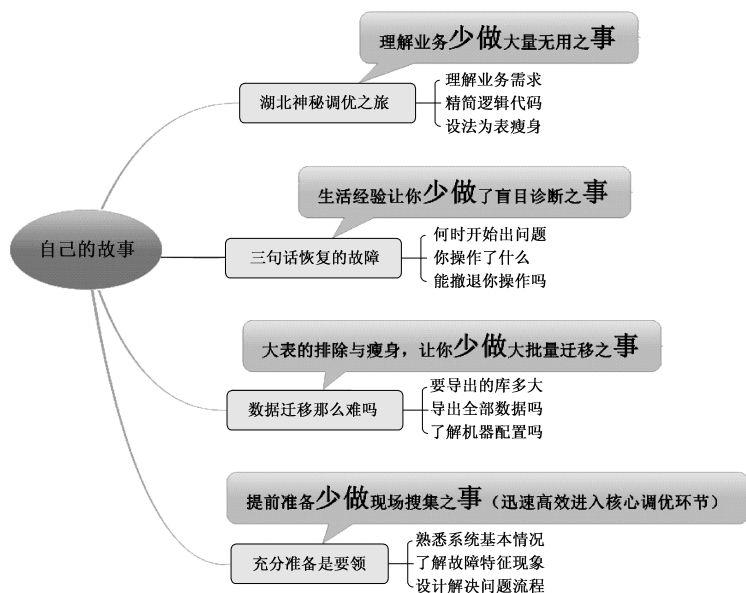 自己的故事
理解业务少做大量无用之事
湖北神秘调优之旅
理解业务需求
精简逻辑代码
设法为表瘦身
生活经验让你少做了盲目诊断之事
三句话恢复的故障
何时开始出问题
你操作了什么
能撤退你操作吗
大表的排除与瘦身，让你少做大批量迁移之事
数据迁移那么难吗
要导出的库多大
导出全部数据吗
了解机器配置吗
提前准备少做现场搜集之事（迅速高效进入核心调优环节）
充分准备是要领
熟悉系统基本情况
了解故障特征现象
设计解决问题流程